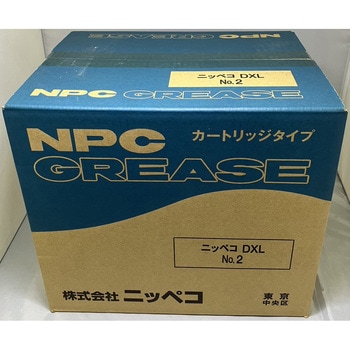 NPC
GREASE
ニッペコ DXL
No.2
NPC カートリッジタイプ
GREASE
ニッペコ DXL
No.2
株式会社 ニッペコ
東京
中央区